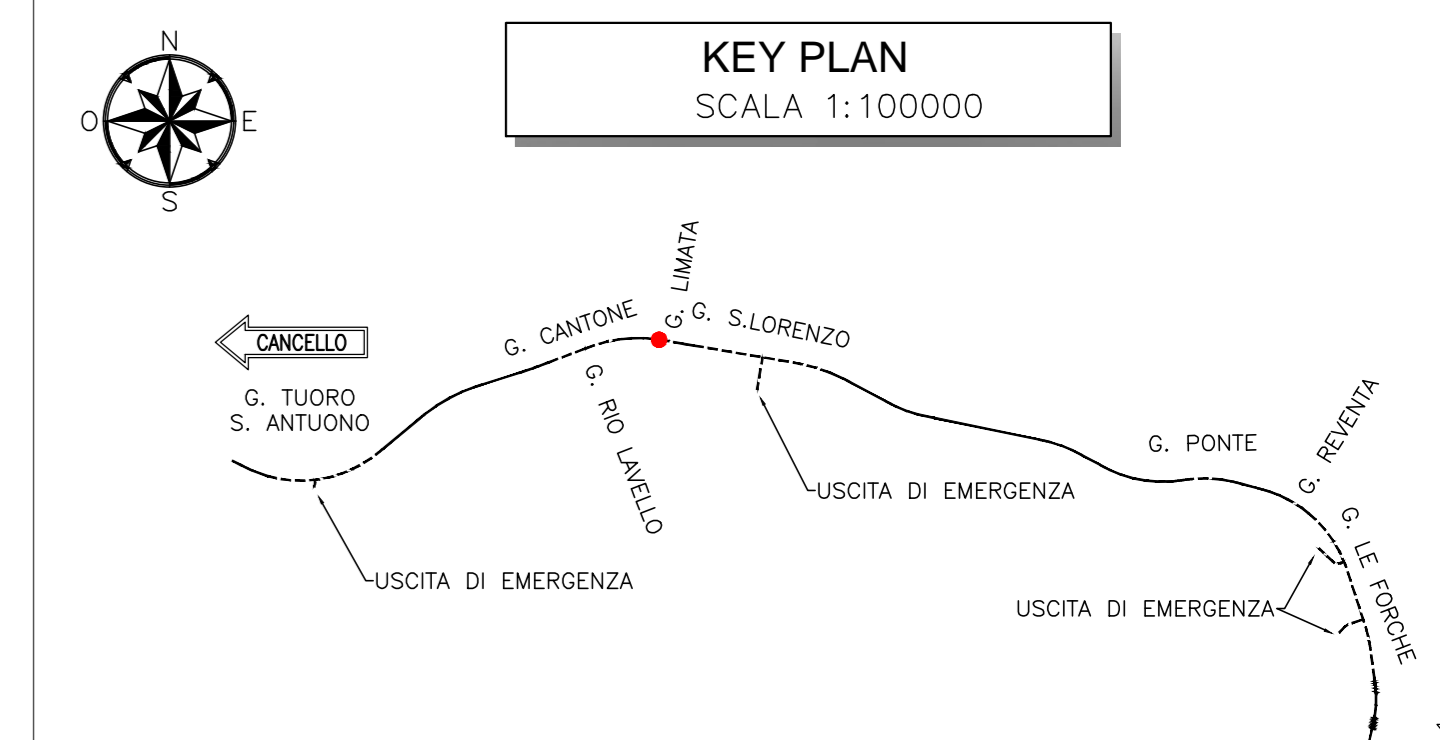 N
O
E
S
KEY PLAN
SCALA 1:100000
CANCELLO
G. TUORO
S. ANTUONO
G. CANTONE
G. LIMATA
G. S.LORENZO
G. RIO LAVELLO
USCITA DI EMERGENZA
USCITA DI EMERGENZA
G. PONTE
G. REVENTA
G. LE FORCHE
USCITA DI EMERGENZA